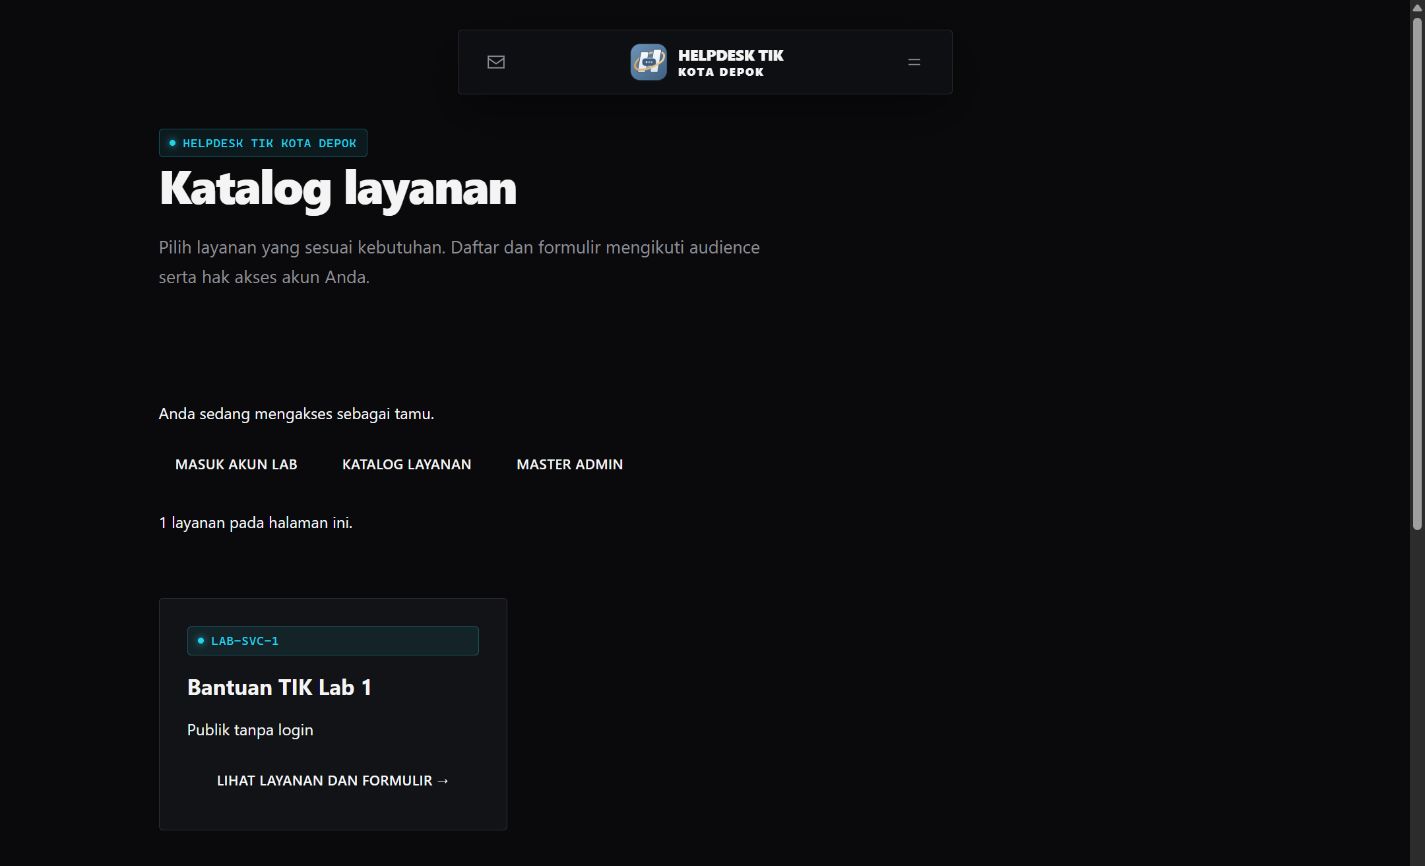 HELPDESK TIK
KOTA DEPOK
HELPDESK TIK KOTA DEPOK
Katalog layanan
Pilih layanan yang sesuai kebutuhan. Daftar dan formulir mengikuti audience
serta hak akses akun Anda.
Anda sedang mengakses sebagai tamu.
MASUK AKUN LAB KATALOG LAYANAN MASTER ADMIN
1 layanan pada halaman ini.
LAB-SVC-1
Bantuan TIK Lab 1
Publik tanpa login
LIHAT LAYANAN DAN FORMULIR →